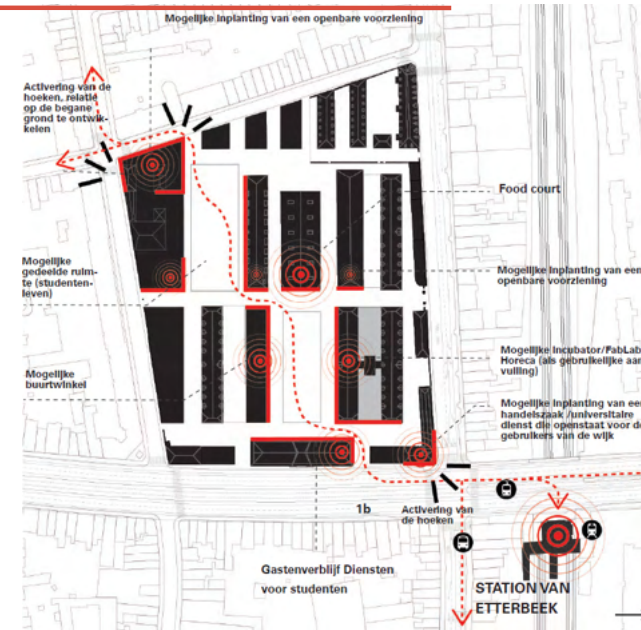 Mogelijke inplanting van een openbare voorziening
Activering van de
hoeken, relatie
op de begane
grond te ontwik-
kelen
Food court
Mogelijke
gedeelde ruim-
te (studenten-
leven)
Mogelijke inplanting van een
openbare voorziening
Mogelijke
buurtwinkel
Mogelijke Incubator/FabLab
Horeca (als gebruikelijke aan
vulling)
Mogelijke inplanting van een
handelszaak /universitaire
dienst die openstaat voor de
gebruikers van de wijk
1b
Activering van
de hoeken
Gastenverblijf Diensten
voor studenten
STATION VAN
ETTERBEEK